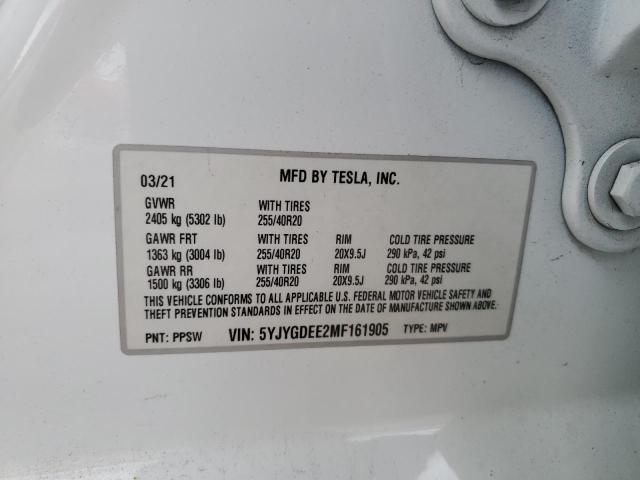 03/21 MFD BY TESLA, INC.
GVWR WITH TIRES
2405 kg (5302 lb) 255/40R20
GAWR FRT WITH TIRES RIM COLD TIRE PRESSURE
1363 kg (3004 lb) 255/40R20 20X9.5J 290 kPa, 42 psi
GAWR RR WITH TIRES RIM COLD TIRE PRESSURE
1500 kg (3306 lb) 255/40R20 20X9.5J 290 kPa, 42 psi
THIS VEHICLE CONFORMS TO ALL APPLICABLE U.S. FEDERAL MOTOR VEHICLE SAFETY AND
THEFT PREVENTION STANDARDS IN EFFECT ON THE DATE OF MANUFACTURE SHOWN ABOVE.
PNT: PPSW VIN: 5YJYGDEE2MF161905 TYPE: MPV